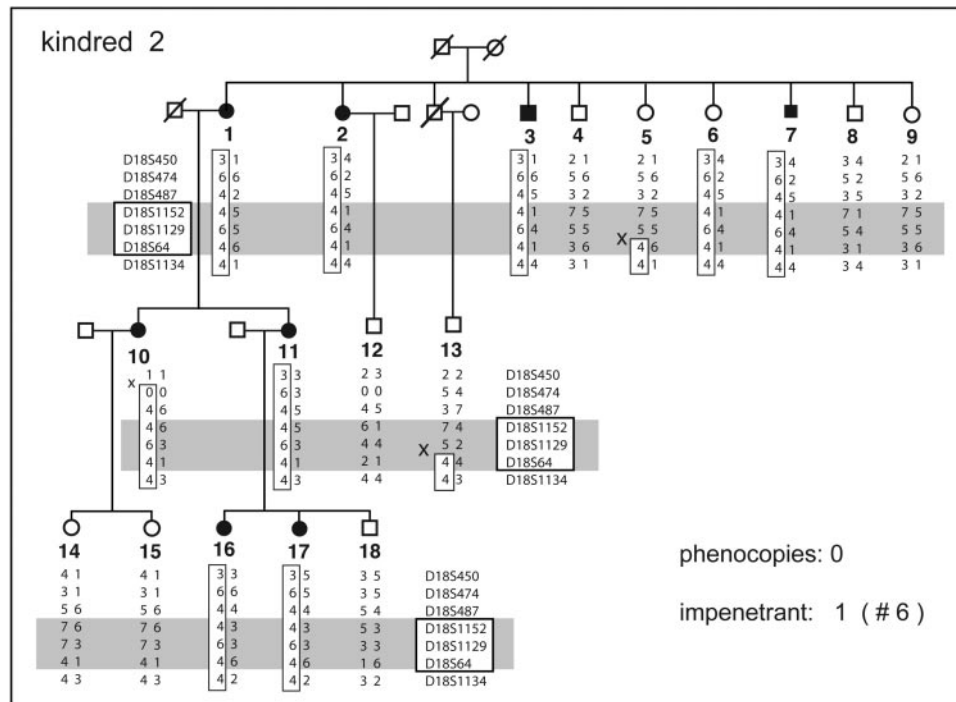 kindred 2
1 2 3 4 5 6 7 8 9
D18S450 3 1 3 4 3 1 2 1 2 1 3 4 3 4 3 4 2 1
D18S474 6 6 6 2 6 6 5 6 5 6 6 2 6 2 5 2 5 6
D18S487 4 2 4 5 4 5 3 2 3 2 4 5 4 5 3 5 3 2
D18S1152 4 5 4 1 4 1 7 5 7 5 4 1 4 1 7 1 7 5
D18S1129 6 5 6 4 6 4 5 5 5 5 6 4 6 4 5 4 5 5
x
D18S64 4 6 4 1 4 1 3 6 4 6 4 1 4 1 3 1 3 6
D18S1134 4 1 4 4 4 4 3 1 4 1 4 4 4 4 3 4 3 1
10 11 12 13
1 1 3 3 2 3 2 2 D18S450
x
0 0 6 3 0 0 5 4 D18S474
4 6 4 5 4 5 3 7 D18S487
4 6 4 5 6 1 7 4 D18S1152
6 3 6 3 4 4 5 2 D18S1129
x
4 1 4 1 2 1 4 4 D18S64
4 3 4 3 4 4 4 3 D18S1134
14 15 16 17 18
4 1 4 1 3 3 3 5 3 5 D18S450
3 1 3 1 6 6 6 5 3 5 D18S474
5 6 5 6 4 4 4 4 5 4 D18S487
7 6 7 6 4 3 4 3 5 3 D18S1152
7 3 7 3 6 3 6 3 3 3 D18S1129
4 1 4 1 4 6 4 6 1 6 D18S64
4 3 4 3 4 2 4 2 3 2 D18S1134
phenocopies: 0
impenetrant: 1 ( # 6 )